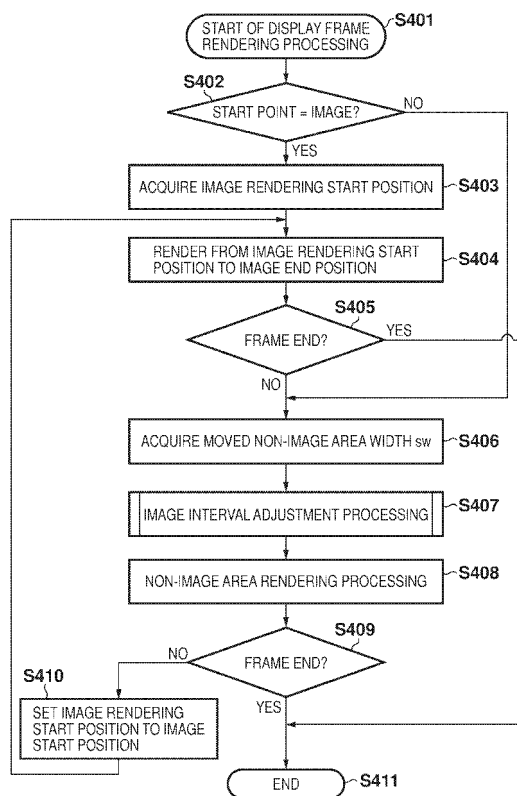 START OF DISPLAY FRAME
RENDERING PROCESSING
S401
S402
START POINT = IMAGE?
NO
YES
ACQUIRE IMAGE RENDERING START POSITION
S403
RENDER FROM IMAGE RENDERING START
POSITION TO IMAGE END POSITION
S404
S405
FRAME END?
YES
NO
ACQUIRE MOVED NON-IMAGE AREA WIDTH sw
S406
IMAGE INTERVAL ADJUSTMENT PROCESSING
S407
NON-IMAGE AREA RENDERING PROCESSING
S408
S409
FRAME END?
NO
YES
S410
SET IMAGE RENDERING
START POSITION TO IMAGE
START POSITION
END
S411